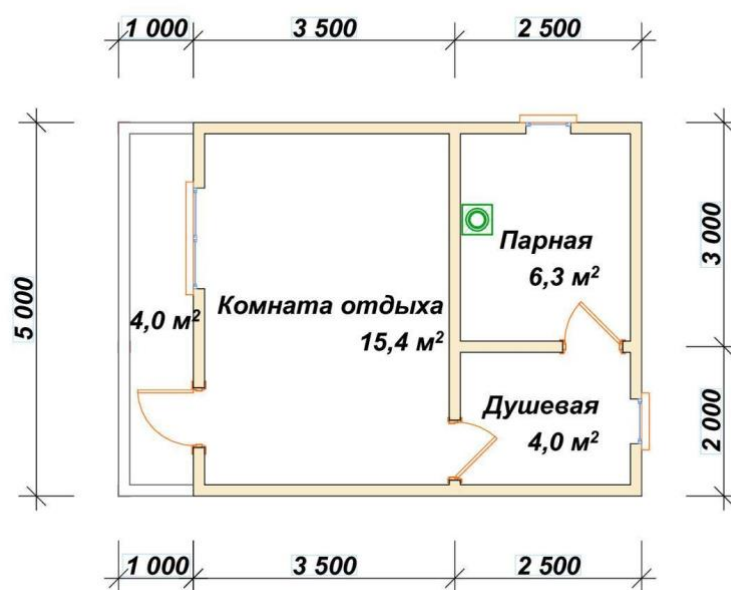 1 000 3 500 2 500
5 000
3 000
Парная
6,3 м²
Комната отдыха
4,0 м²
15,4 м²
Душевая
4,0 м²
2 000
1 000 3 500 2 500